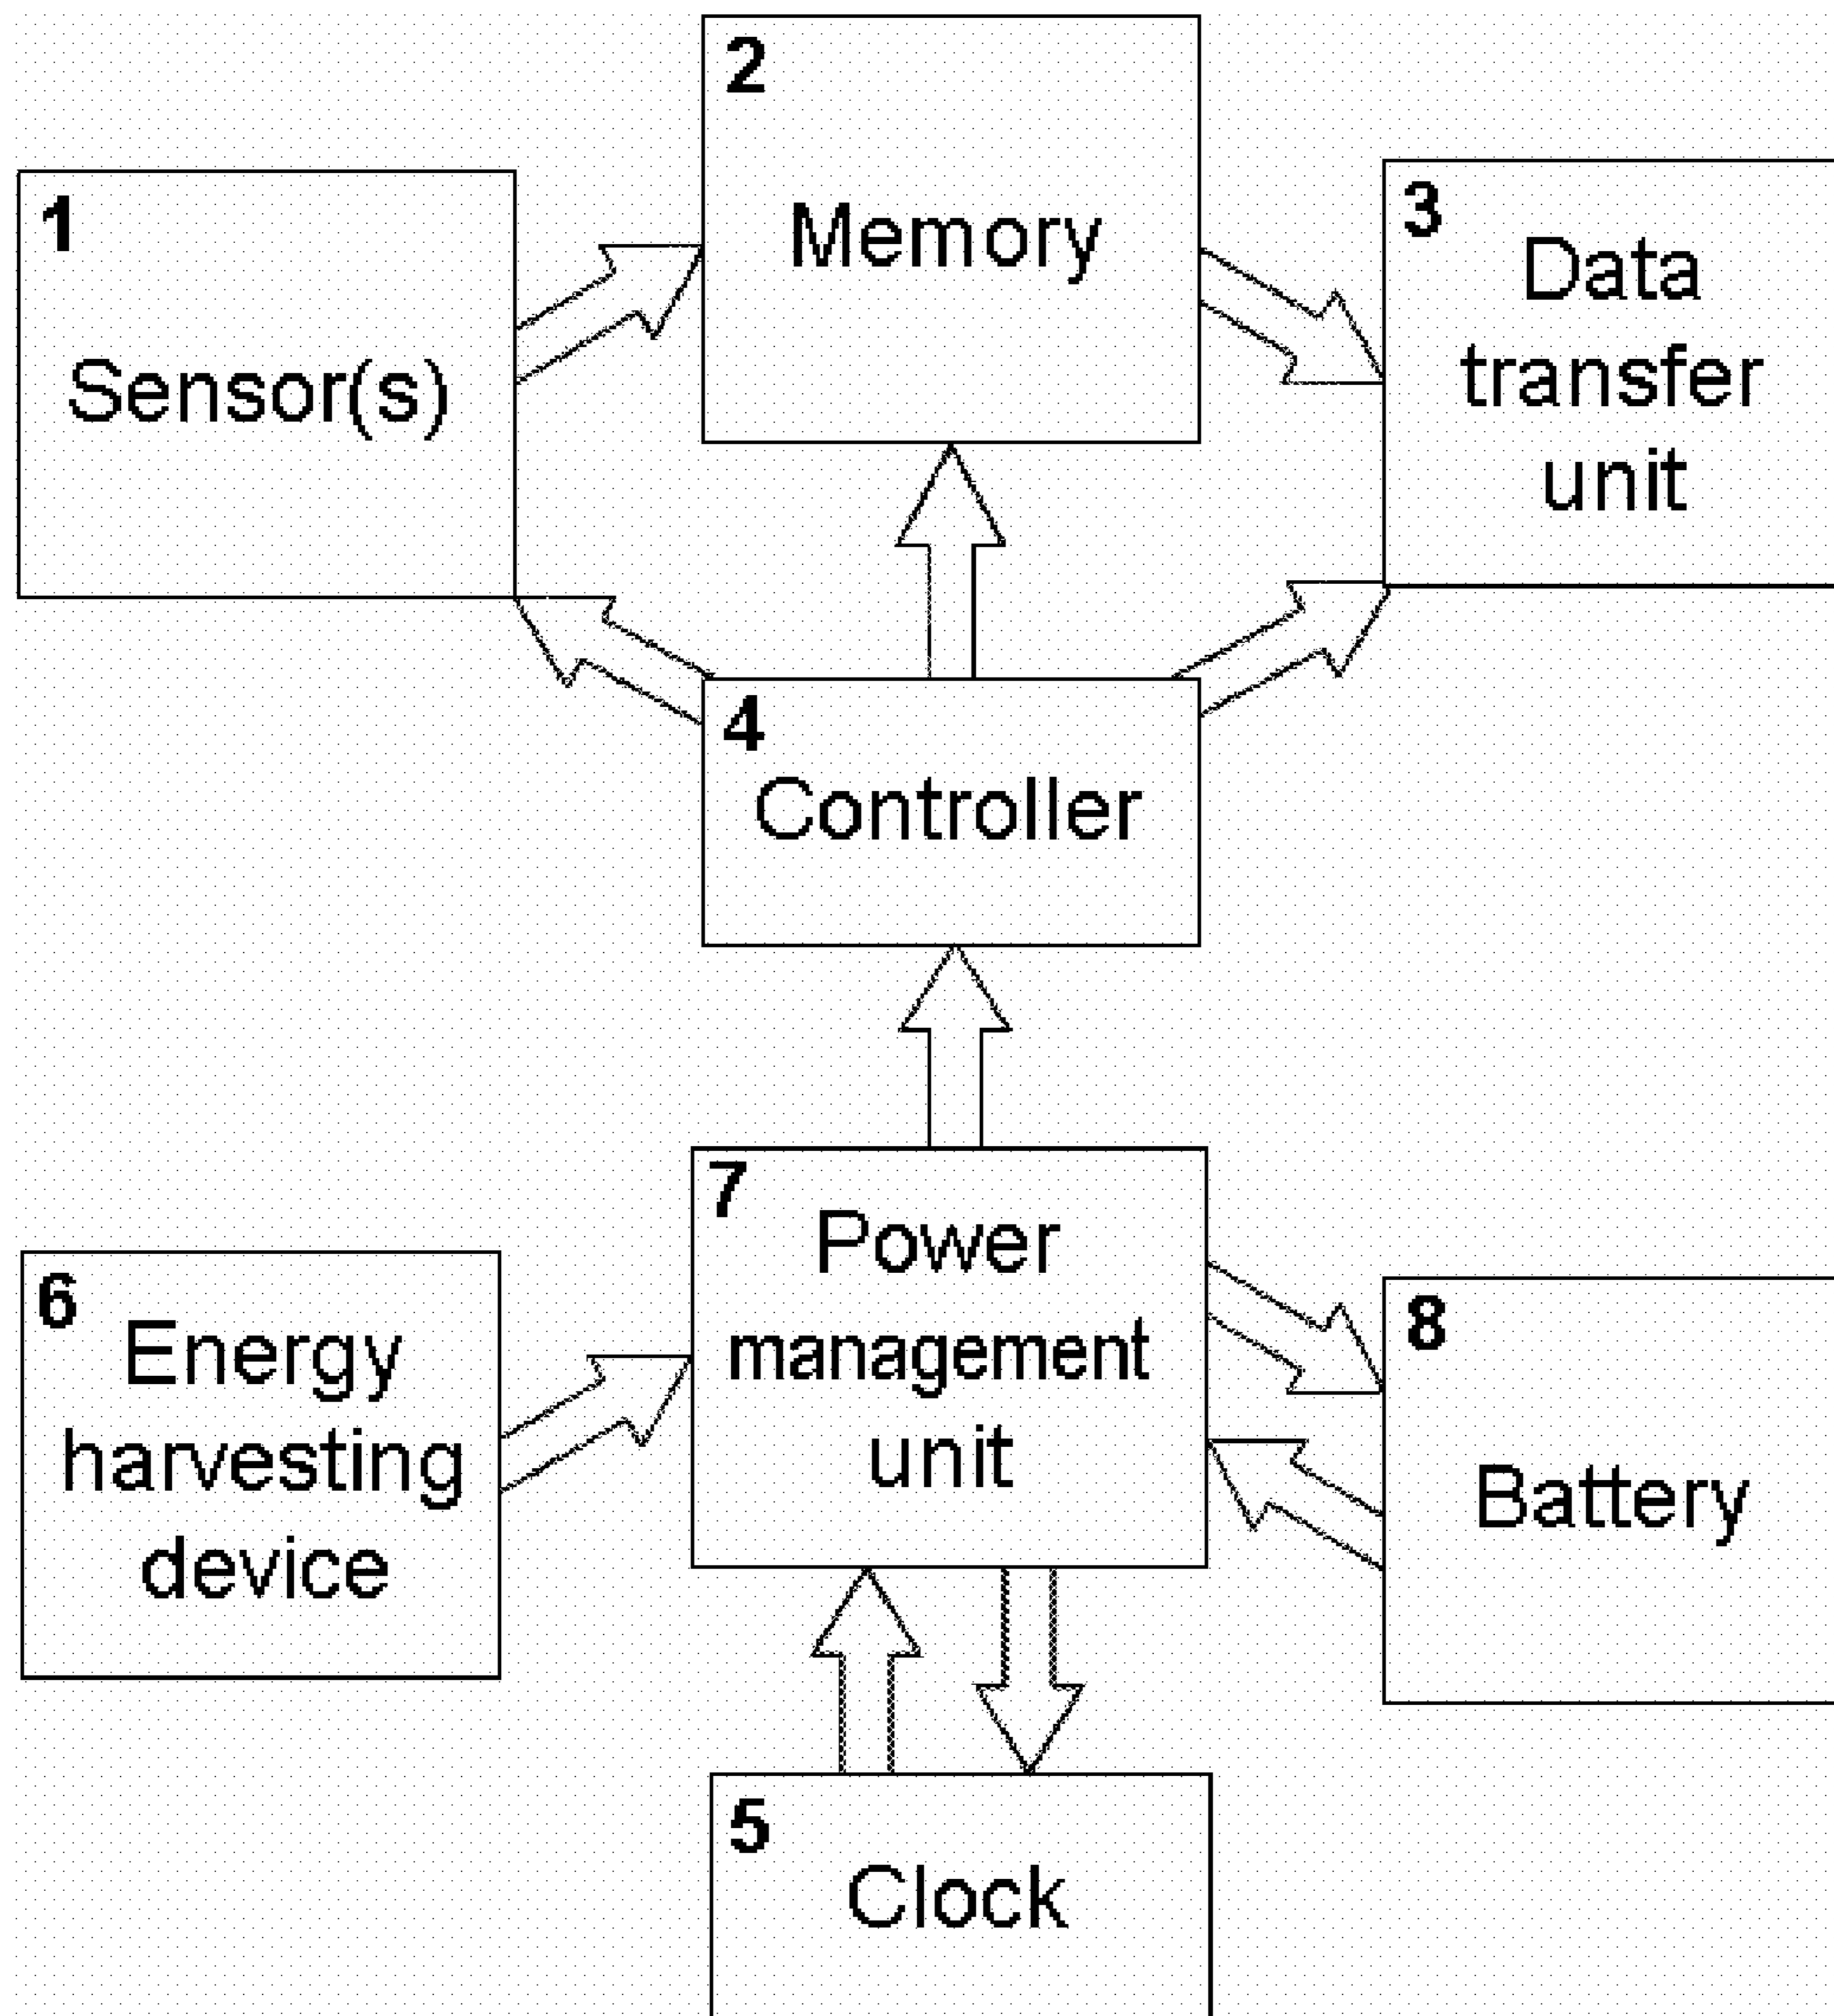 1
Sensor(s)
2
Memory
3
Data
transfer
unit
4
Controller
6
Energy
harvesting
device
7
Power
management
unit
8
Battery
5
Clock